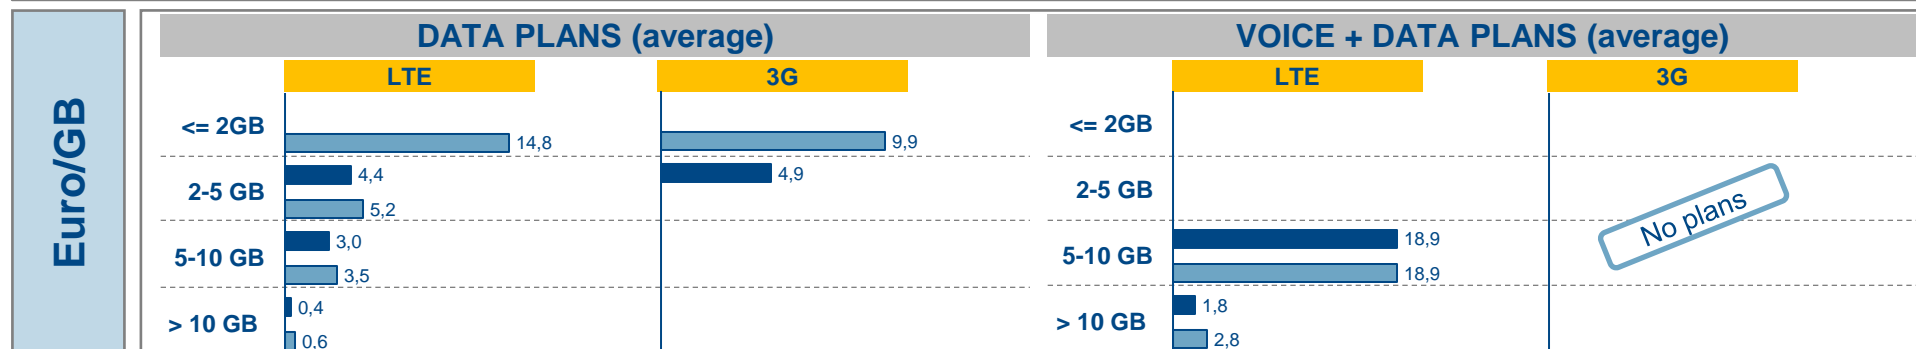 Euro/GB
DATA PLANS (average)
LTE
3G
<= 2GB
14,8
9,9
2-5 GB
4,4
4,9
5,2
5-10 GB
3,0
3,5
> 10 GB
0,4
0,6
VOICE + DATA PLANS (average)
LTE
3G
<= 2GB
2-5 GB
No plans
5-10 GB
18,9
18,9
> 10 GB
1,8
2,8